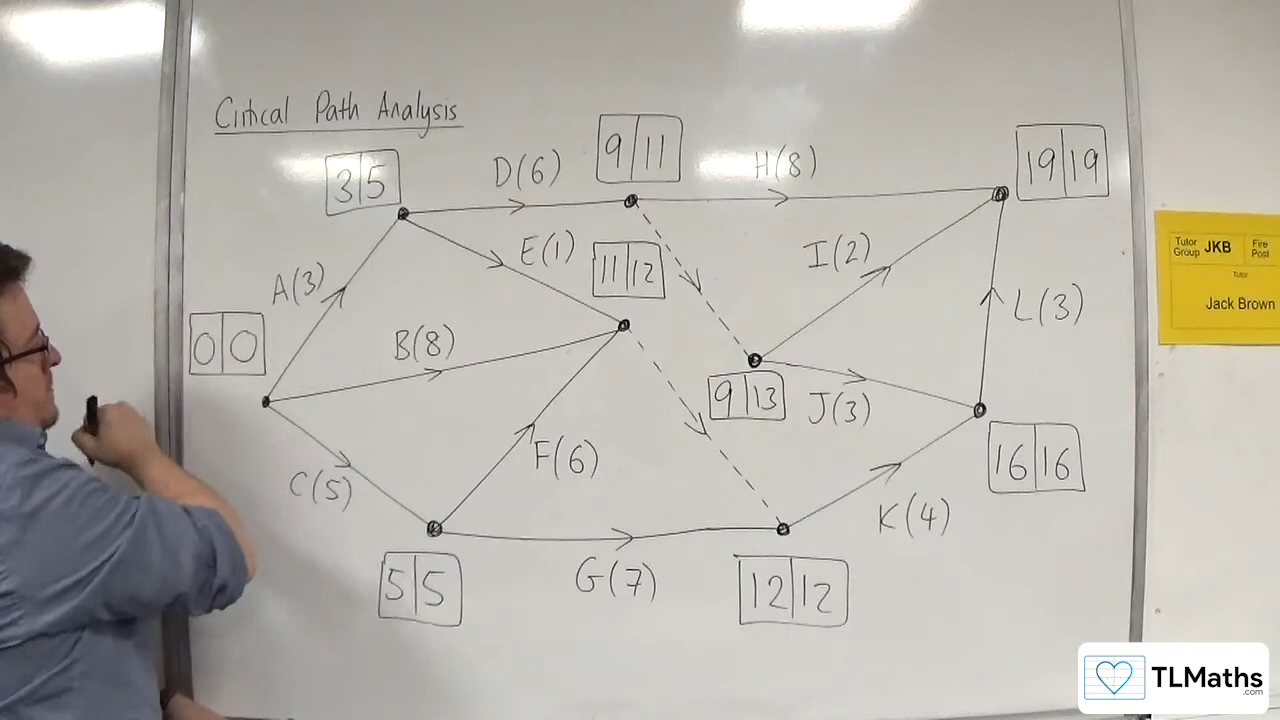 Critical Path Analysis
3 5
D(6)
9 11
H(8)
19 19
A(3)
E(1)
11 12
I(2)
L(3)
0 0
B(8)
9 13
J(3)
C(5)
F(6)
16 16
K(4)
5 5
G(7)
12 12
Tutor Group JKB Fire Post
Tutor
Jack Brown
TLMaths
.com